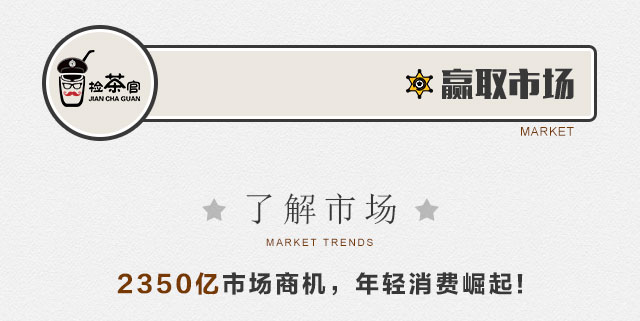 检茶官
JIAN CHA GUAN
赢取市场
MARKET
了解市场
MARKET TRENDS
2350亿市场商机，年轻消费崛起！